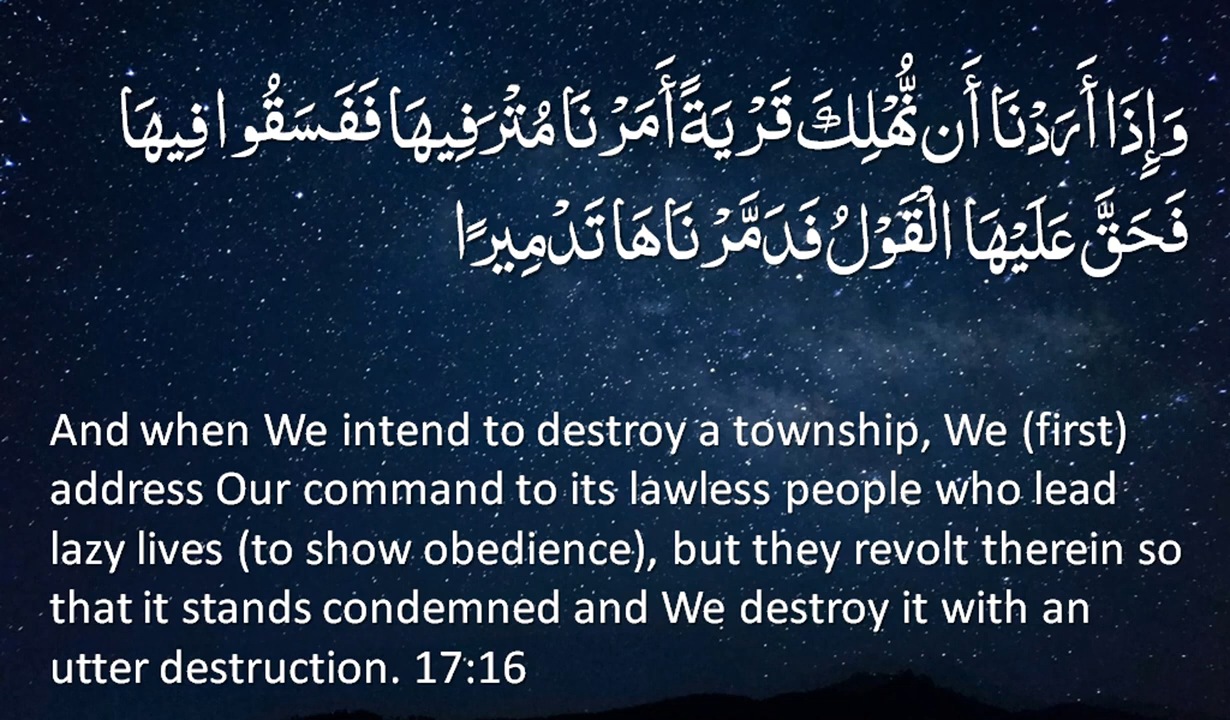 وَإِذَا أَرَدْنَا أَن نُّهْلِكَ قَرْيَةً أَمَرْنَا مُتْرَفِيهَا فَفَسَقُوا فِيهَا
فَحَقَّ عَلَيْهَا الْقَوْلُ فَدَمَّرْنَاهَا تَدْمِيرًا
And when We intend to destroy a township, We (first)
address Our command to its lawless people who lead
lazy lives (to show obedience), but they revolt therein so
that it stands condemned and We destroy it with an
utter destruction. 17:16